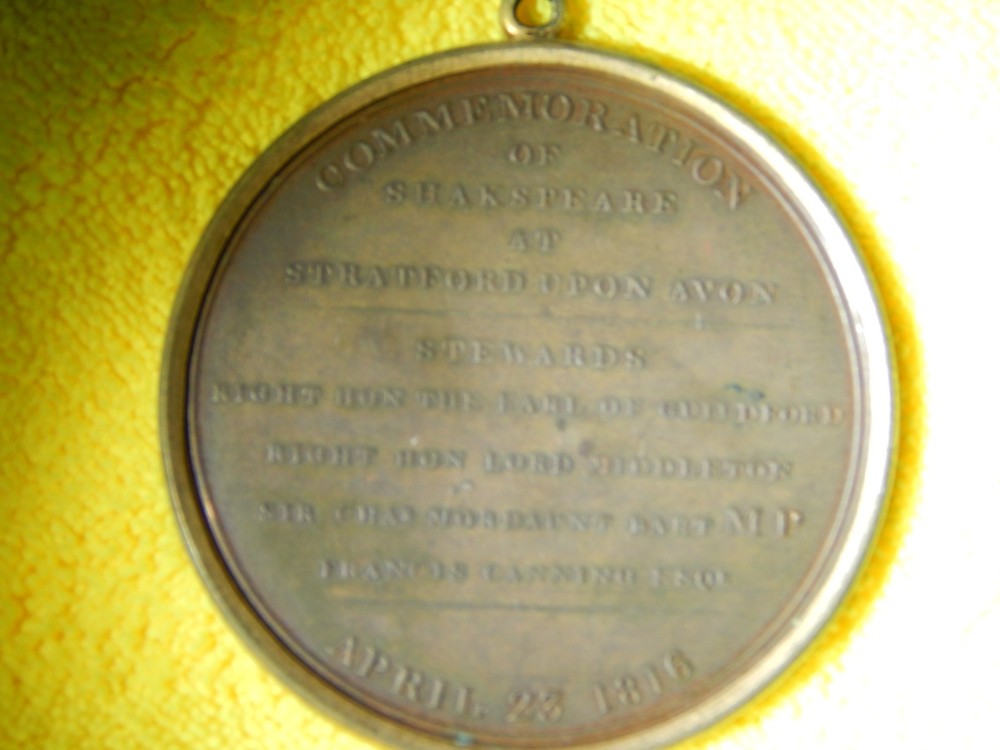 COMMEMORATION
OF
SHAKSPEARE
AT
STRATFORD UPON AVON
STEWARDS
RIGHT HON THE EARL OF GUILDFORD
RIGHT HON LORD MIDDLETON
SIR CHAS MORDAUNT BART MP
FRANCIS CANNING ESQ
APRIL 23 1816